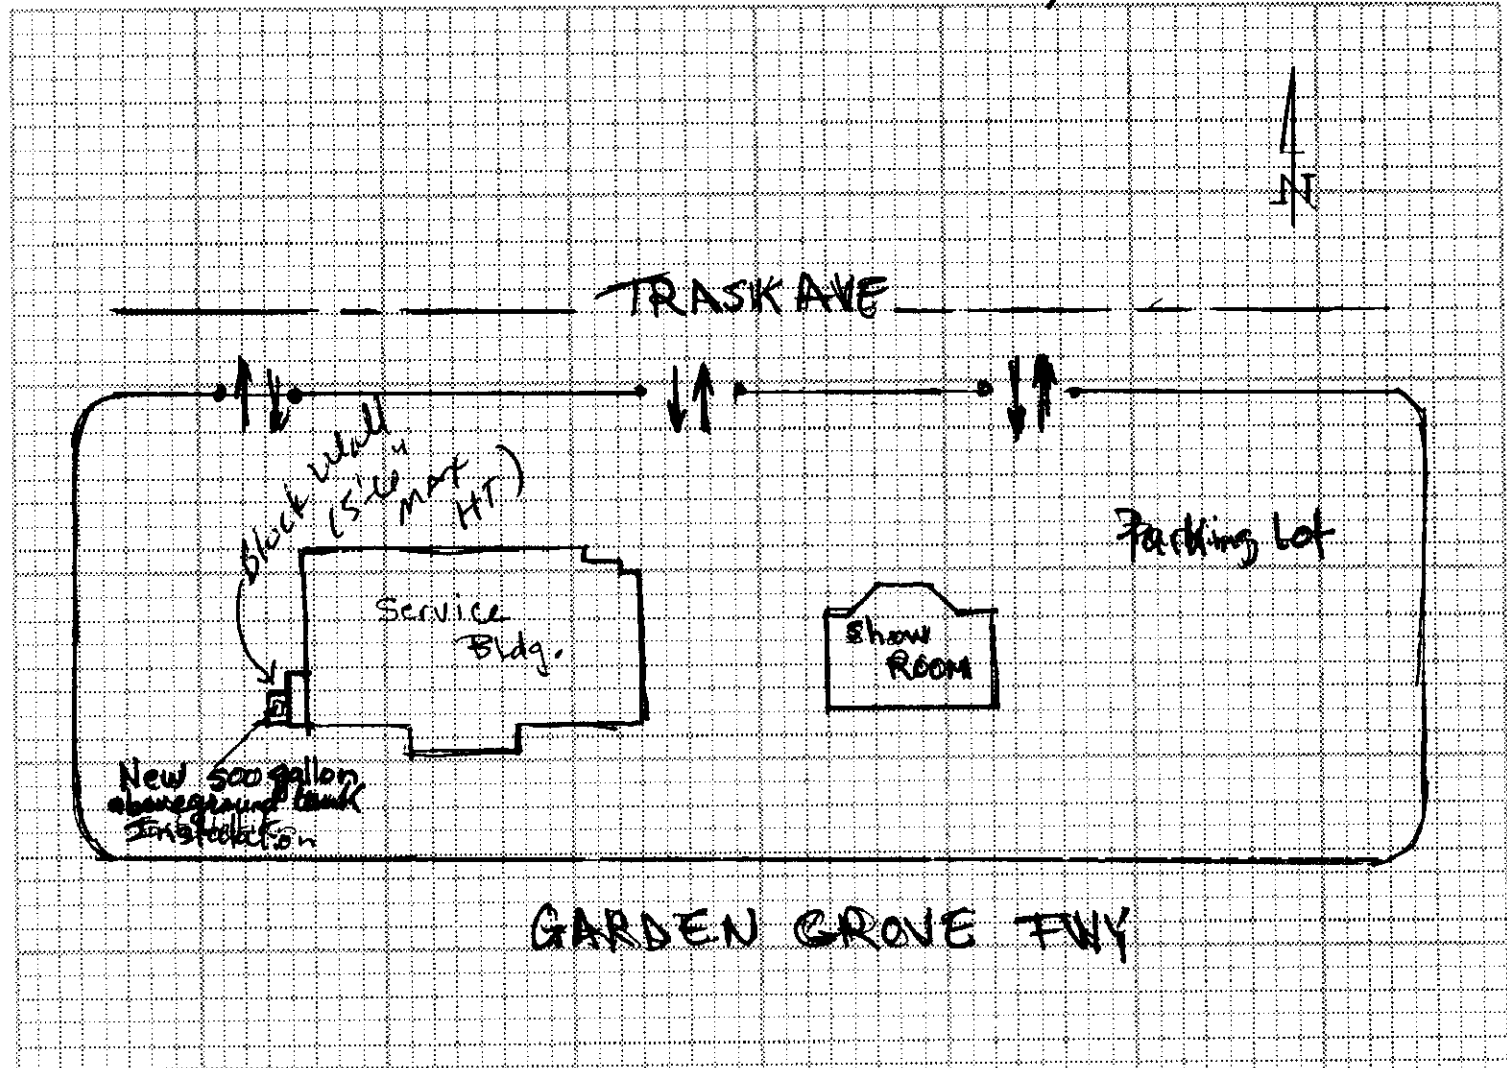 N
TRASK AVE
Block wall
(5'
MAX
HT)
Parking Lot
Service
Bldg.
Show
ROOM
New 500 gallon
aboveground tank
Installation
GARDEN GROVE FWY